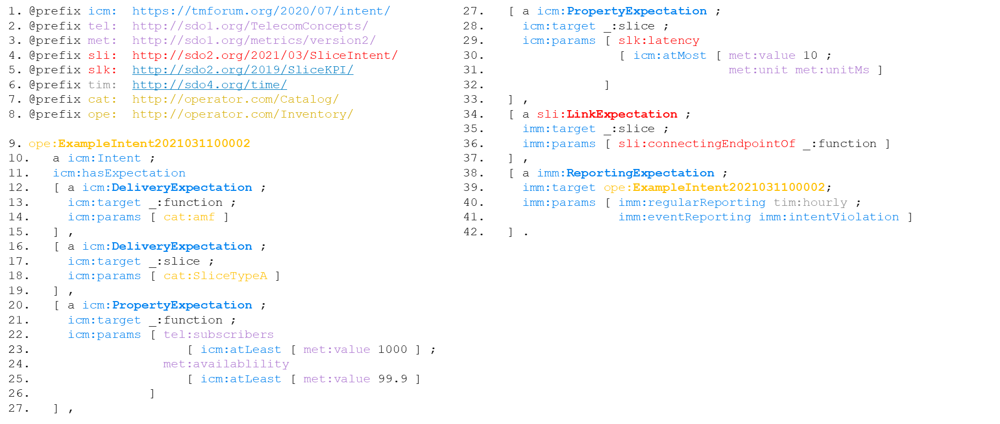 1. @prefix icm:  https://tmforum.org/2020/07/intent/
2. @prefix tel:  http://sdo1.org/TelecomConcepts/
3. @prefix met:  http://sdo1.org/metrics/version2/
4. @prefix sli:  http://sdo2.org/2021/03/SliceIntent/
5. @prefix slk:  http://sdo2.org/2019/SliceKPI/
6. @prefix tim:  http://sdo4.org/time/
7. @prefix cat:  http://operator.com/Catalog/
8. @prefix ope:  http://operator.com/Inventory/
9. ope:ExampleIntent2021031100002
10.   a icm:Intent ;
11.   icm:hasExpectation
12.   [ a icm:DeliveryExpectation ;
13.     icm:target _:function ;
14.     icm:params [ cat:amf ]
15.   ] ,
16.   [ a icm:DeliveryExpectation ;
17.     icm:target _:slice ;
18.     icm:params [ cat:SliceTypeA ]
19.   ] ,
20.   [ a icm:PropertyExpectation ;
21.     icm:target _:function ;
22.     icm:params [ tel:subscribers
23.                     [ icm:atLeast [ met:value 1000 ] ;
24.                  met:availablility
25.                     [ icm:atLeast [ met:value 99.9 ]
26.                ]
27.   ] ,
27.   [ a icm:PropertyExpectation ;
28.     icm:target _:slice ;
29.     icm:params [ slk:latency
30.                  [ icm:atMost [ met:value 10 ;
31.                                 met:unit met:unitMs ]
32.                ]
33.   ] ,
34.   [ a sli:LinkExpectation ;
35.     imm:target _:slice ;
36.     imm:params [ sli:connectingEndpointOf _:function ]
37.   ] ,
38.   [ a imm:ReportingExpectation ;
39.     imm:target ope:ExampleIntent2021031100002;
40.     imm:params [ imm:regularReporting tim:hourly ;
41.                  imm:eventReporting imm:intentViolation ]
42.   ] .